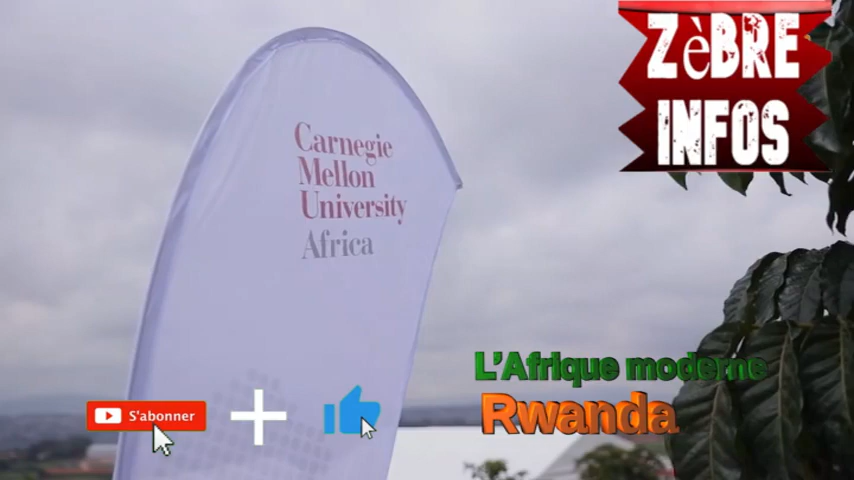 ZèBRE
INFOS
Carnegie
Mellon
University
Africa
L'Afrique moderne
Rwanda
S'abonner